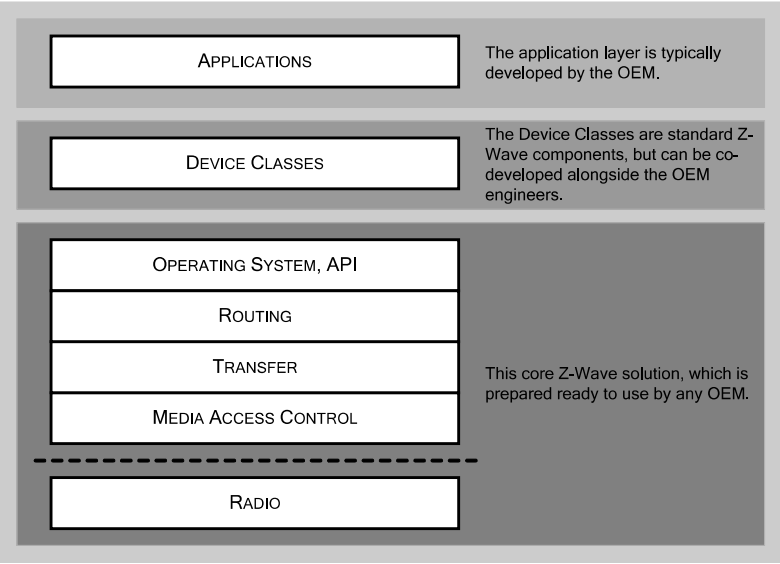 APPLICATIONS
The application layer is typically
developed by the OEM.
DEVICE CLASSES
The Device Classes are standard Z-
Wave components, but can be co-
developed alongside the OEM
engineers.
OPERATING SYSTEM, API
ROUTING
TRANSFER
MEDIA ACCESS CONTROL
This core Z-Wave solution, which is
prepared ready to use by any OEM.
RADIO